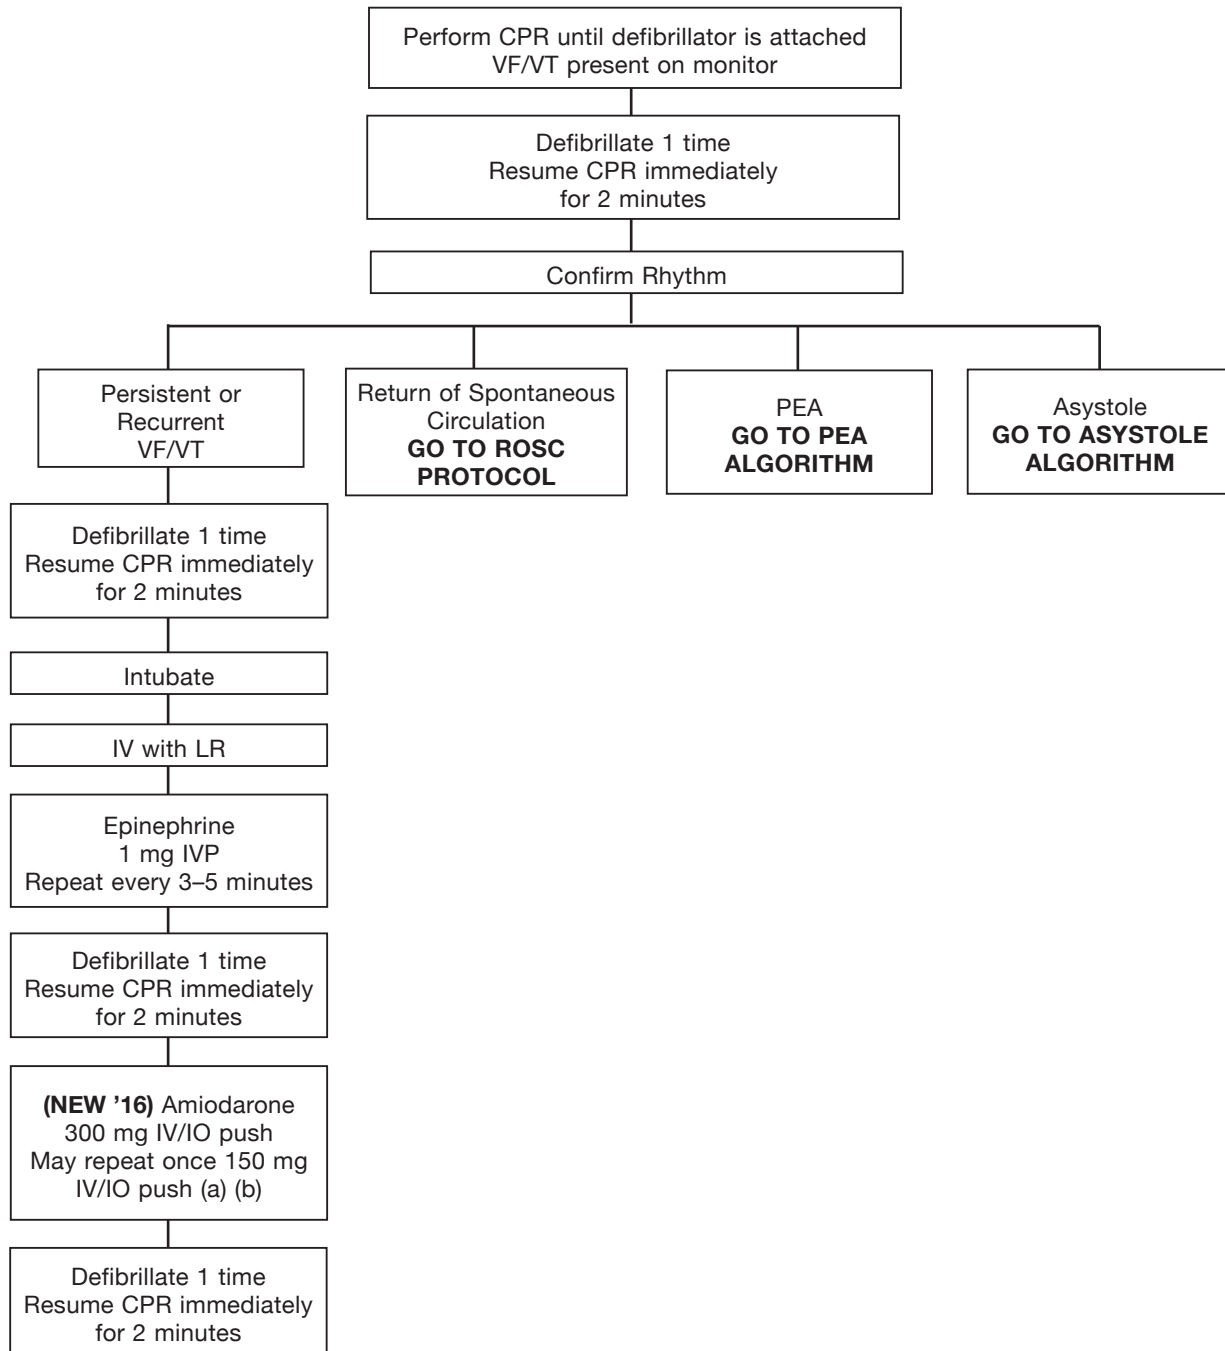 Perform CPR until defibrillator is attached
VF/VT present on monitor
Defibrillate 1 time
Resume CPR immediately
for 2 minutes
Confirm Rhythm
Persistent or
Recurrent
VF/VT
Return of Spontaneous
Circulation
GO TO ROSC
PROTOCOL
PEA
GO TO PEA
ALGORITHM
Asystole
GO TO ASYSTOLE
ALGORITHM
Defibrillate 1 time
Resume CPR immediately
for 2 minutes
Intubate
IV with LR
Epinephrine
1 mg IVP
Repeat every 3–5 minutes
Defibrillate 1 time
Resume CPR immediately
for 2 minutes
(NEW ’16) Amiodarone
300 mg IV/IO push
May repeat once 150 mg
IV/IO push (a) (b)
Defibrillate 1 time
Resume CPR immediately
for 2 minutes